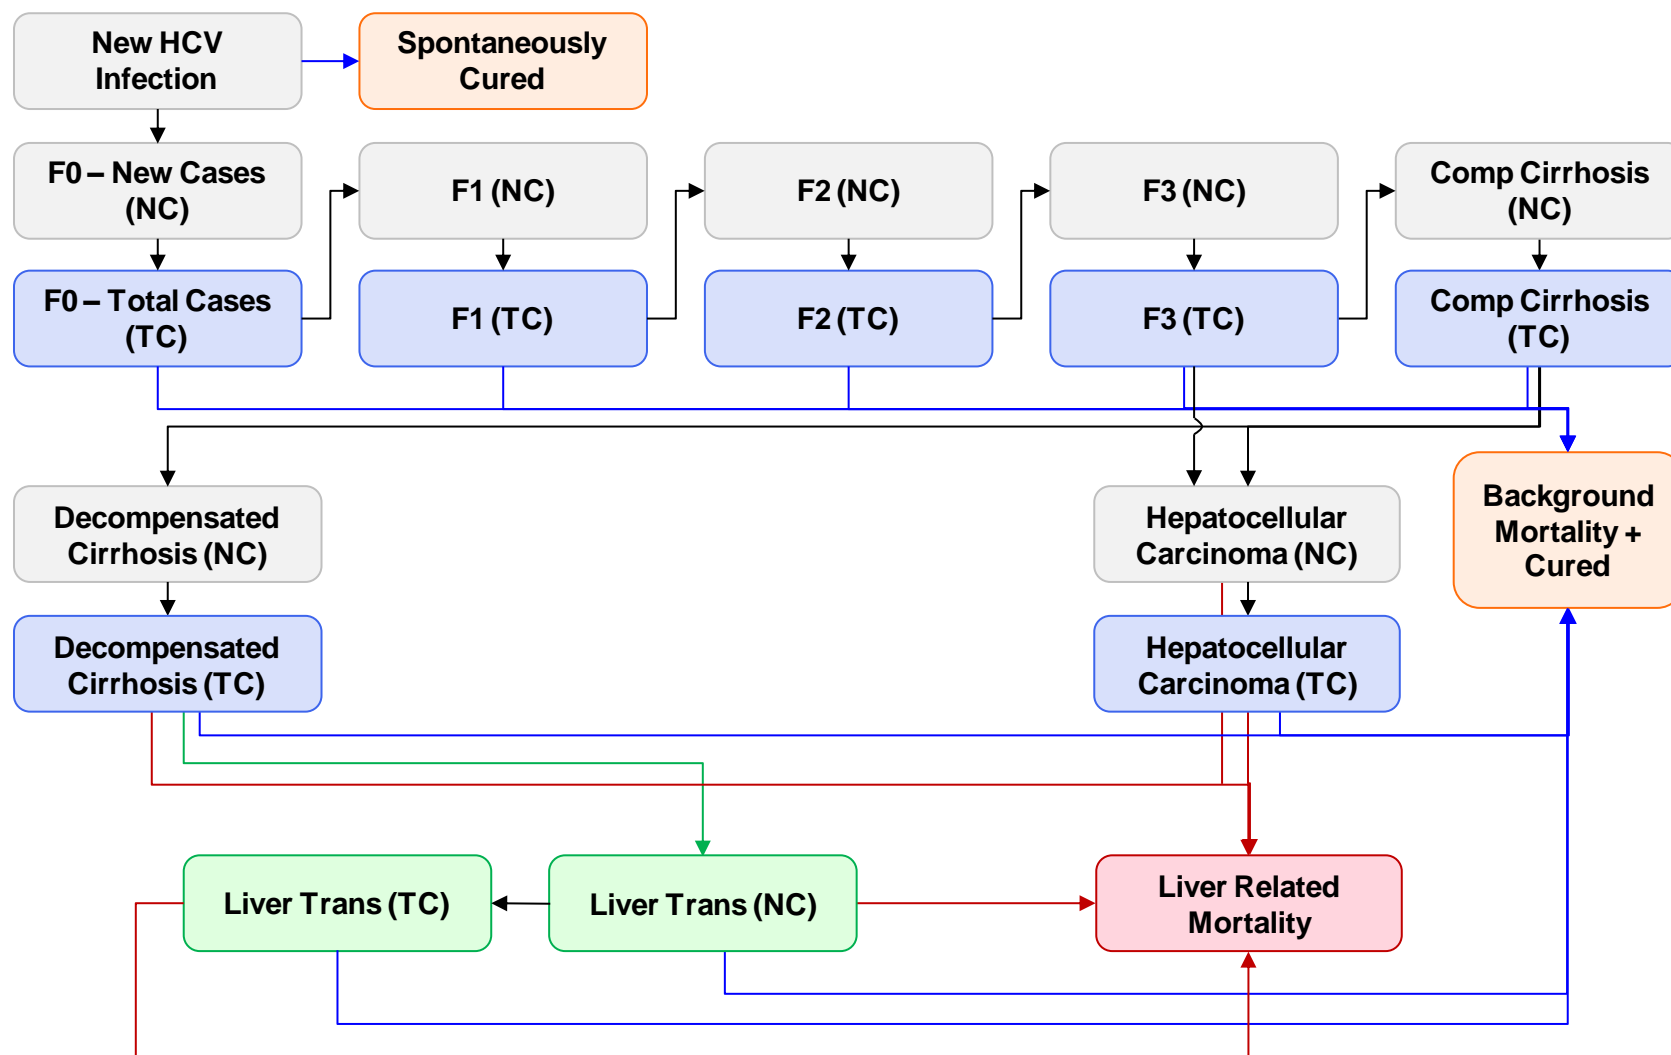 New HCV
Infection
Spontaneously
Cured
F0 – New Cases
(NC)
F1 (NC)
F2 (NC)
F3 (NC)
Comp Cirrhosis
(NC)
F0 – Total Cases
(TC)
F1 (TC)
F2 (TC)
F3 (TC)
Comp Cirrhosis
(TC)
Decompensated
Cirrhosis (NC)
Hepatocellular
Carcinoma (NC)
Background
Mortality +
Cured
Decompensated
Cirrhosis (TC)
Hepatocellular
Carcinoma (TC)
Liver Trans (TC)
Liver Trans (NC)
Liver Related
Mortality